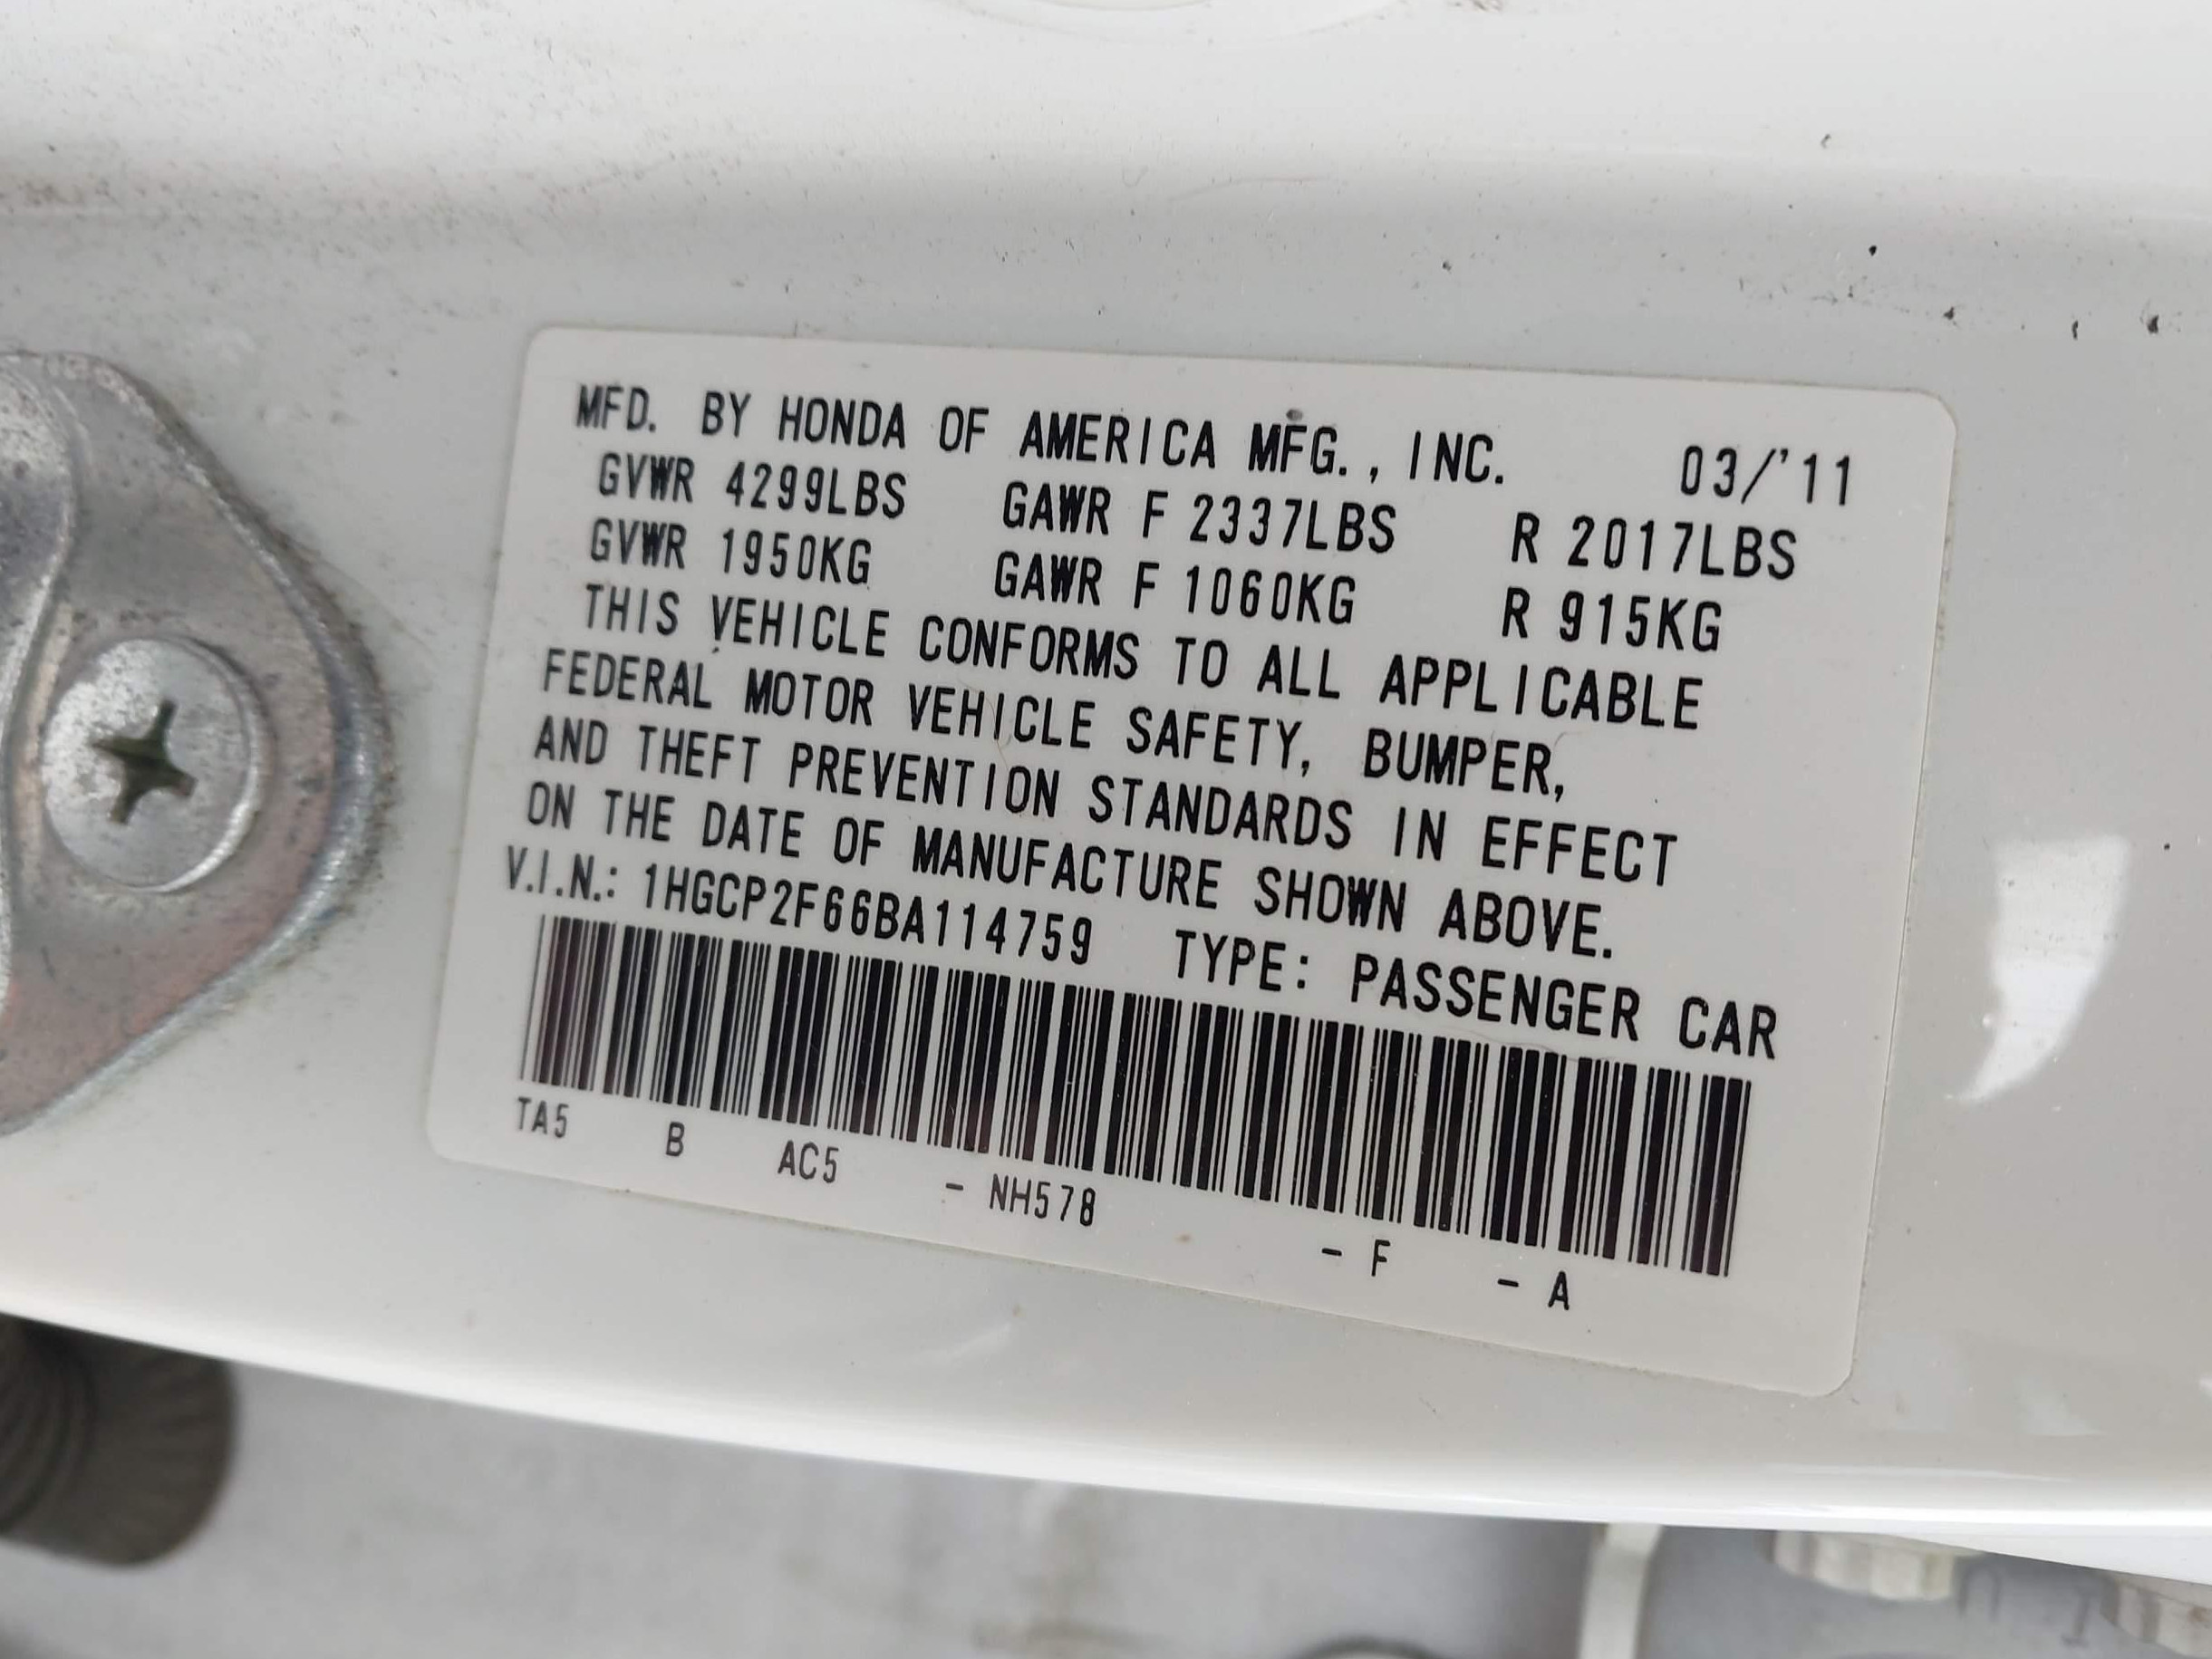 MFD. BY HONDA OF AMERICA MFG., INC. 03/'11
GVWR 4299LBS GAWR F 2337LBS R 2017LBS
GVWR 1950KG GAWR F 1060KG R 915KG
THIS VEHICLE CONFORMS TO ALL APPLICABLE
FEDERAL MOTOR VEHICLE SAFETY, BUMPER,
AND THEFT PREVENTION STANDARDS IN EFFECT
ON THE DATE OF MANUFACTURE SHOWN ABOVE.
V.I.N.: 1HGCP2F66BA114759 TYPE: PASSENGER CAR
TA5 B AC5 - NH578 - F - A